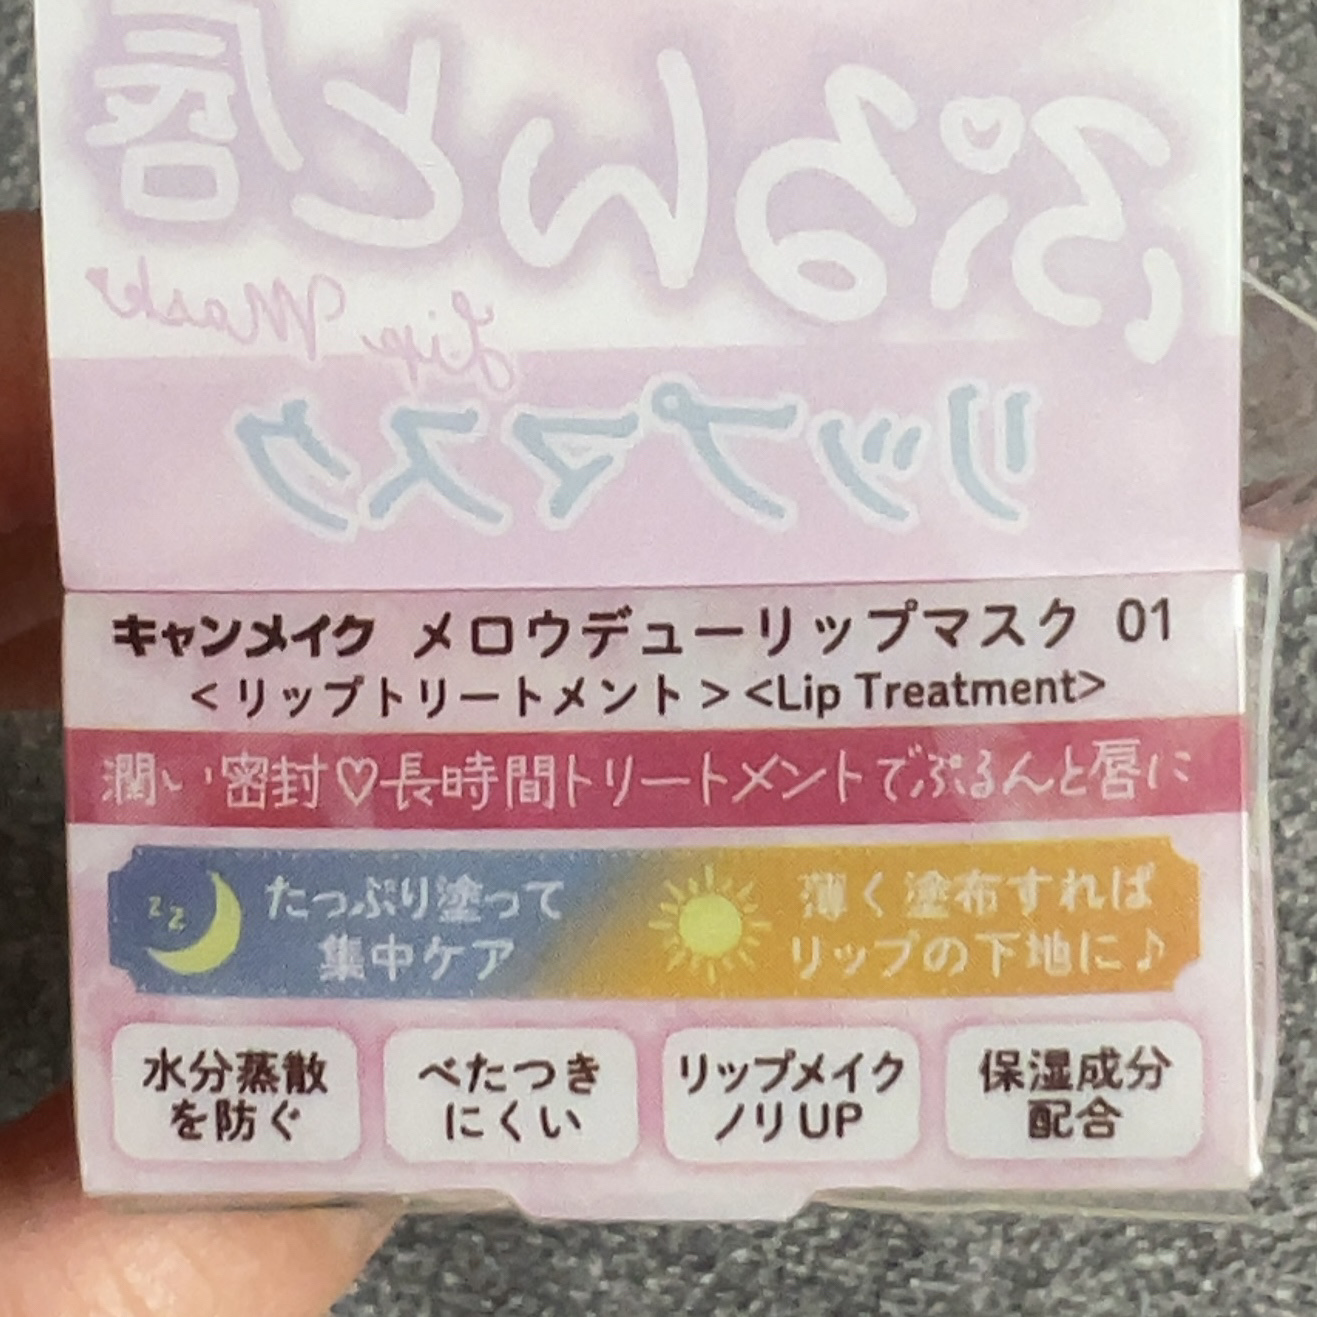 ぷるんと唇
Lip Mask
リップマスク
キャンメイク メロウデューリップマスク 01
<リップトリートメント><Lip Treatment>
潤い密封♡長時間トリートメントでぷるんと唇に
zz
たっぷり塗って
集中ケア
薄く塗布すれば
リップの下地に♪
水分蒸散
を防ぐ
べたつき
にくい
リップメイク
ノリUP
保湿成分
配合